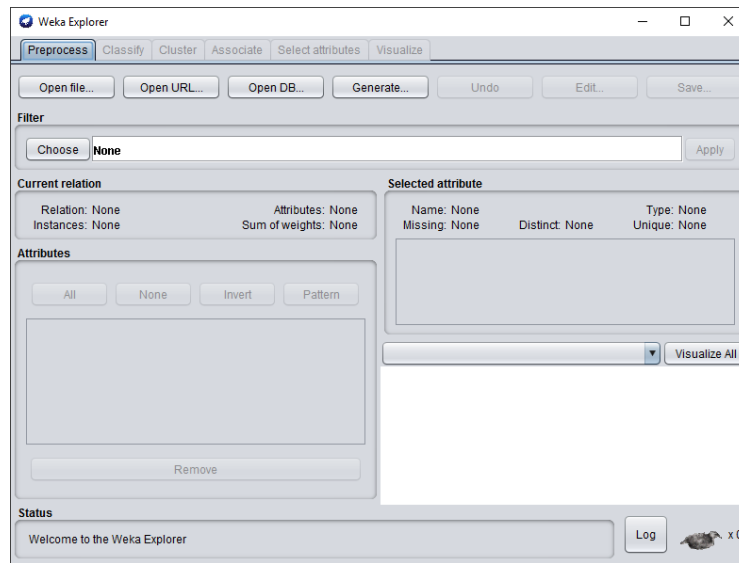 Weka Explorer
Preprocess Classify Cluster Associate Select attributes Visualize
Open file... Open URL... Open DB... Generate... Undo Edit... Save...
Filter
Choose None Apply
Current relation
Relation: None Attributes: None
Instances: None Sum of weights: None
Selected attribute
Name: None Type: None
Missing: None Distinct: None Unique: None
Attributes
All None Invert Pattern
Visualize All
Remove
Status
Welcome to the Weka Explorer
Log x 0